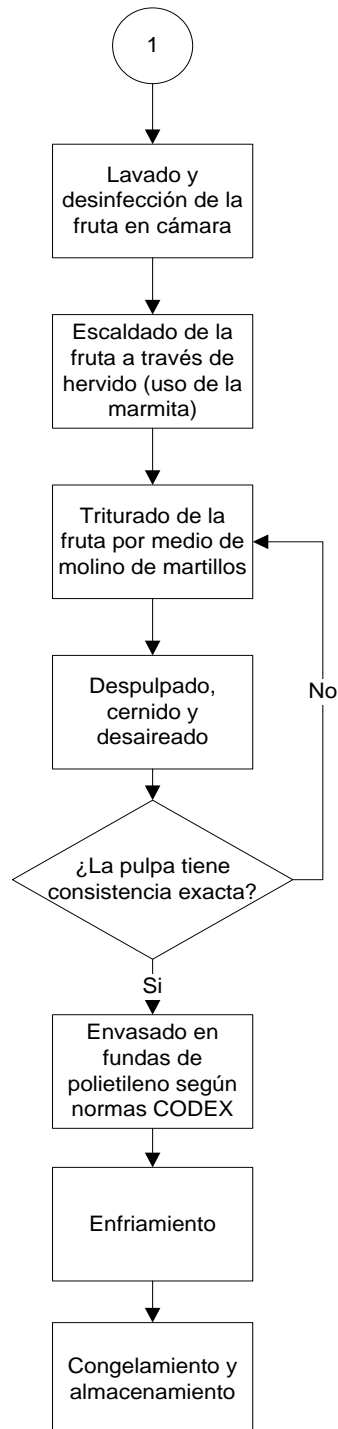 1
Lavado y
desinfección de la
fruta en cámara
Escaldado de la
fruta a través de
hervido (uso de la
marmita)
Triturado de la
fruta por medio de
molino de martillos
Despulpado,
cernido y
desaireado
No
¿La pulpa tiene
consistencia exacta?
Si
Envasado en
fundas de
polietileno según
normas CODEX
Enfriamiento
Congelamiento y
almacenamiento